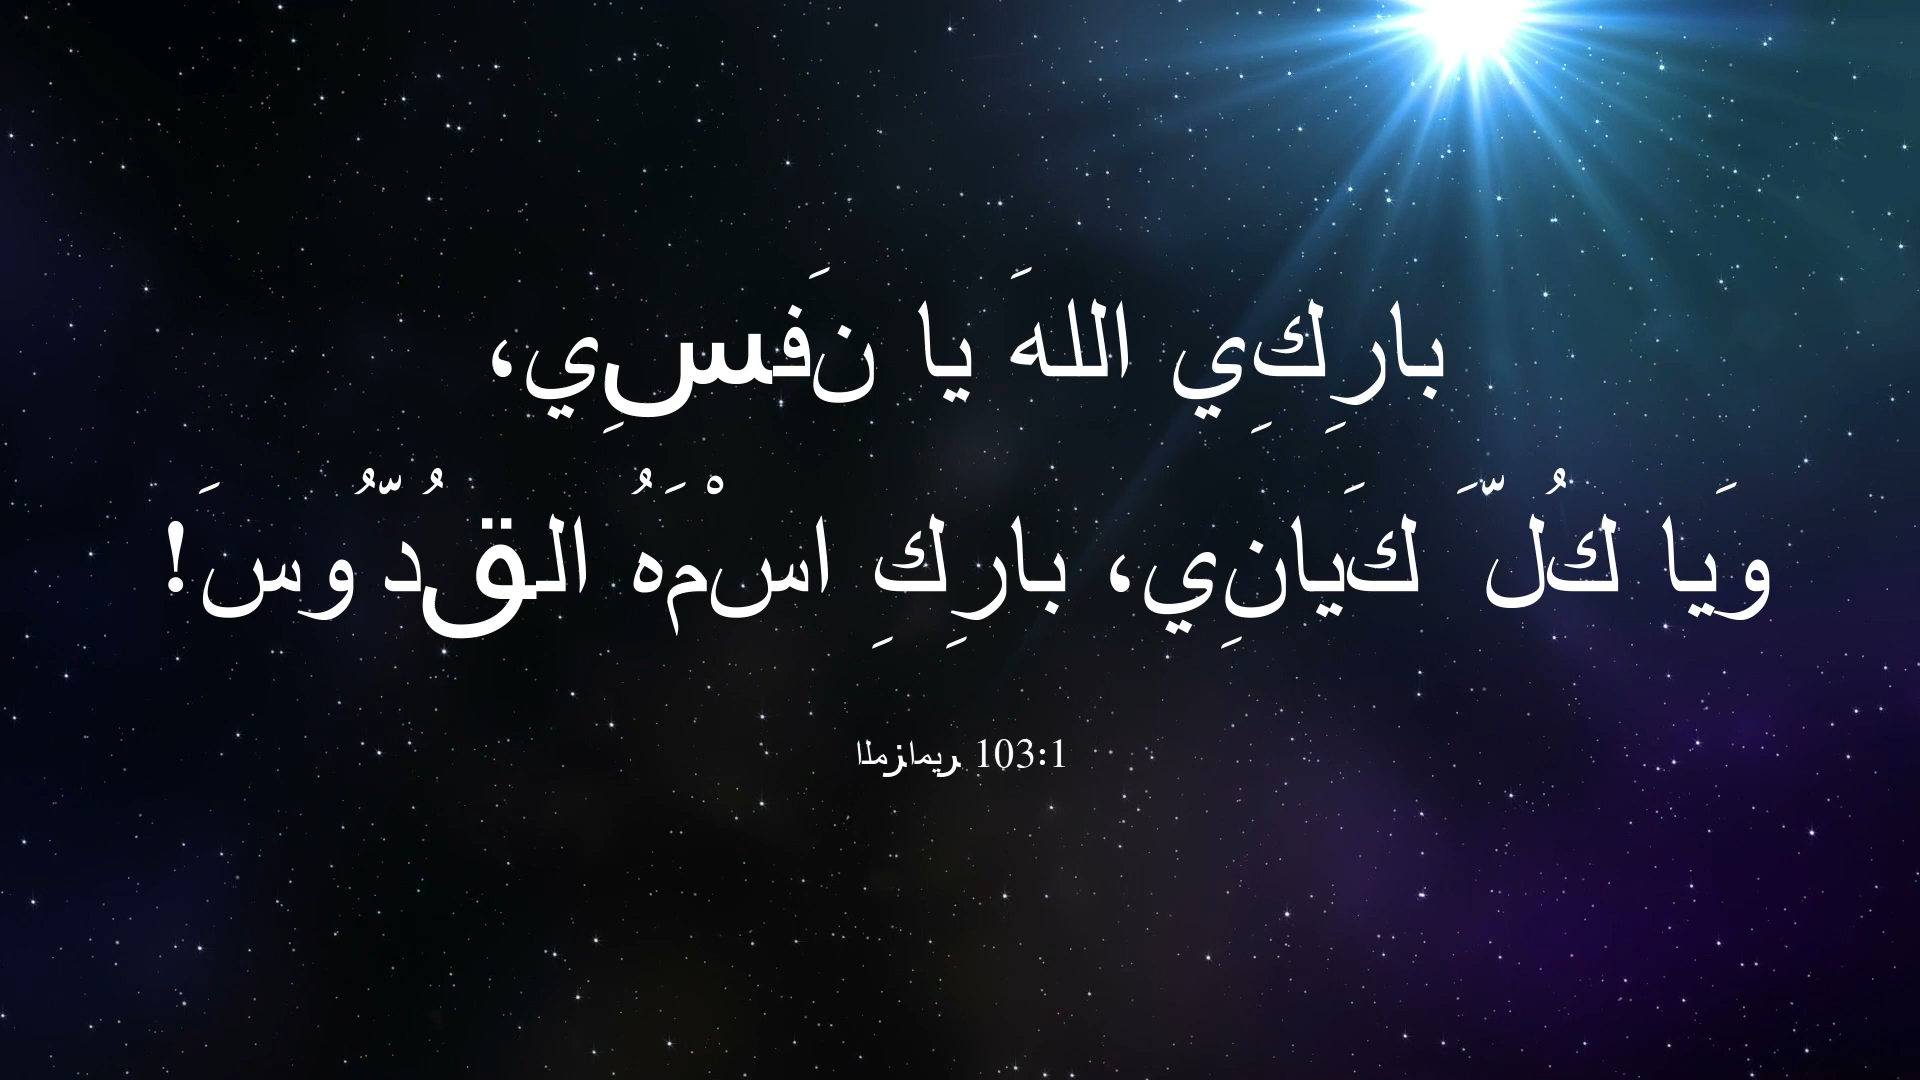 بارِكِي اللهَ يا نَفسِي،
وَيا كُلَّ كَيانِي، بارِكِ اسْمَهُ القُدُّوسَ!
المزامير 103:1